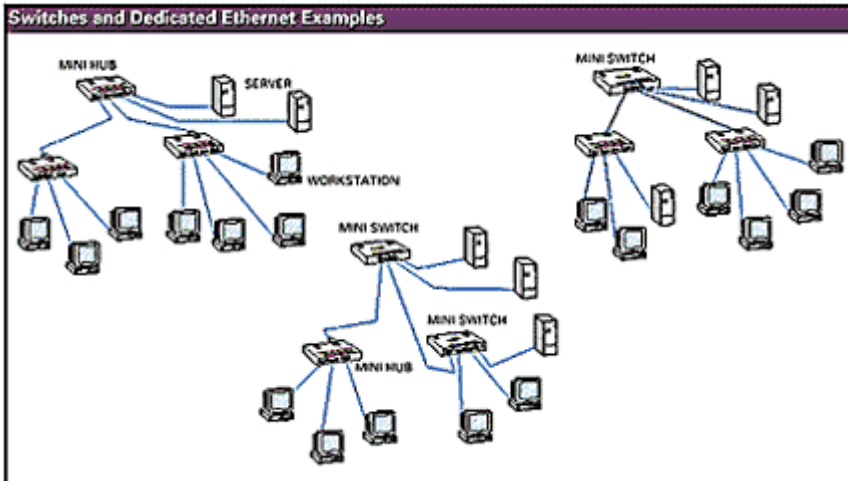 Switches and Dedicated Ethernet Examples
MINI HUB
SERVER
WORKSTATION
MINI SWITCH
MINI SWITCH
MINI SWITCH
MINI HUB